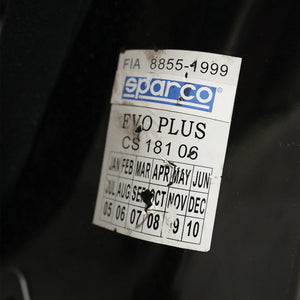 FIA 8855-1999
sparco
EVO PLUS
CS 181 06
JAN FEB MAR APR MAY JUN
JUL AUG SEP OCT NOV DEC
05 06 07 08 9 10